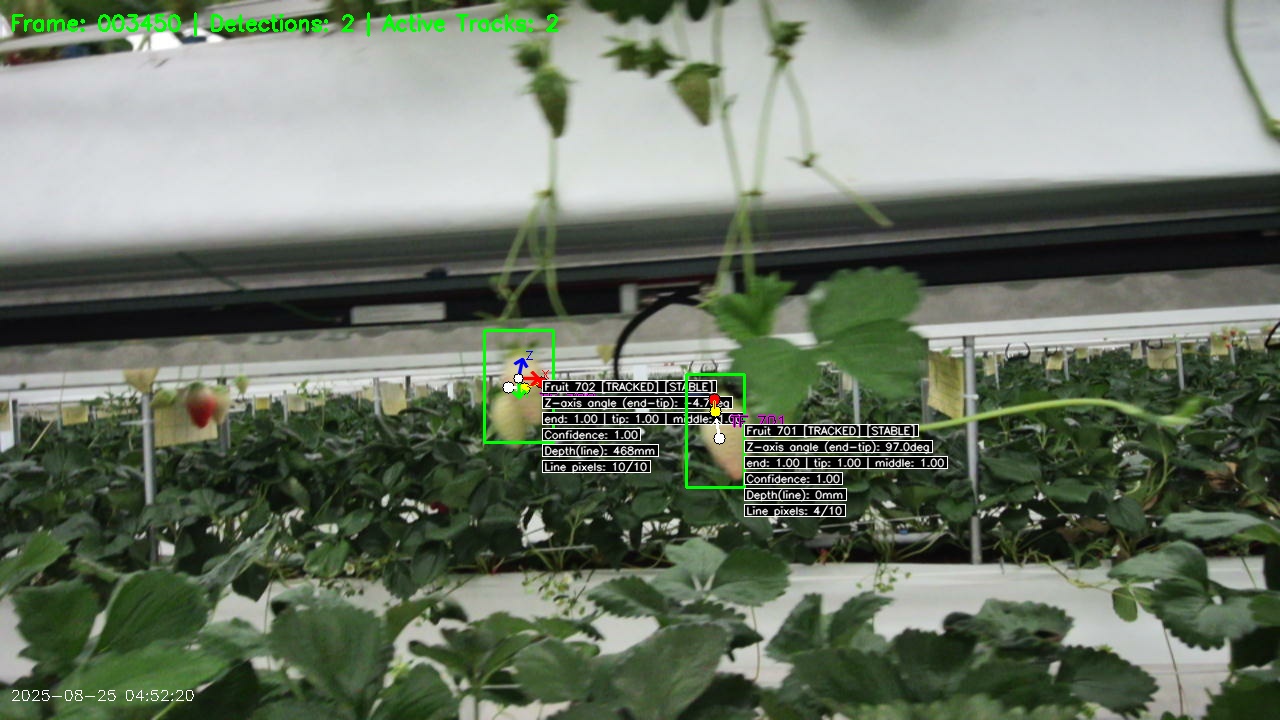 Frame: 003450 | Detections: 2 | Active Tracks: 2
Z
Fruit 702 [TRACKED] [STABLE]
Z-axis angle (end-tip): -4.7deg
end: 1.00 | tip: 1.00 | middle: 1.00
Confidence: 1.00
Depth(line): 468mm
Line pixels: 10/10
701
Fruit 701 [TRACKED] [STABLE]
Z-axis angle (end-tip): 97.0deg
end: 1.00 | tip: 1.00 | middle: 1.00
Confidence: 1.00
Depth(line): 0mm
Line pixels: 4/10
2025-08-25 04:52:20